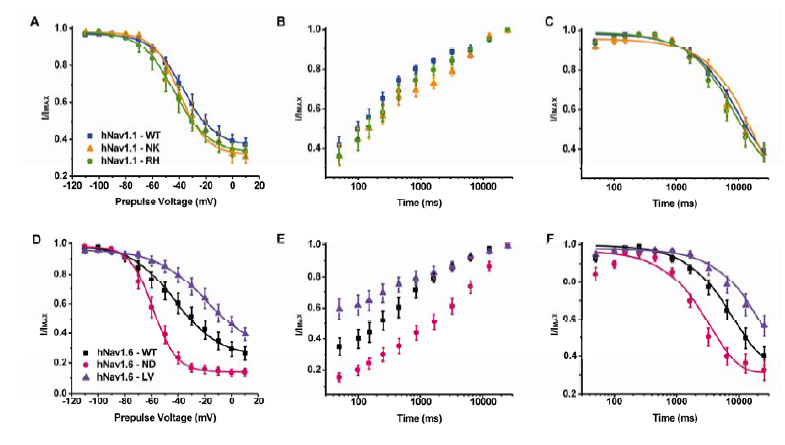 A
I/IMAX
1.0
0.8
0.6
0.4
0.2
hNav1.1 - WT
hNav1.1 - NK
hNav1.1 - RH
-120 -100 -80 -60 -40 -20 0 20
Prepulse Voltage (mV)
B
I/IMAX
1.0
0.8
0.6
0.4
100 1000 10000
Time (ms)
C
I/IMAX
1.0
0.8
0.6
0.4
100 1000 10000
Time (ms)
D
I/IMAX
1.0
0.8
0.6
0.4
0.2
0.0
hNav1.6 - WT
hNav1.6 - ND
hNav1.6 - LV
-120 -100 -80 -60 -40 -20 0 20
Prepulse Voltage (mV)
E
I/IMAX
1.0
0.8
0.6
0.4
0.2
100 1000 10000
Time (ms)
F
I/IMAX
1.0
0.8
0.6
0.4
0.2
100 1000 10000
Time (ms)